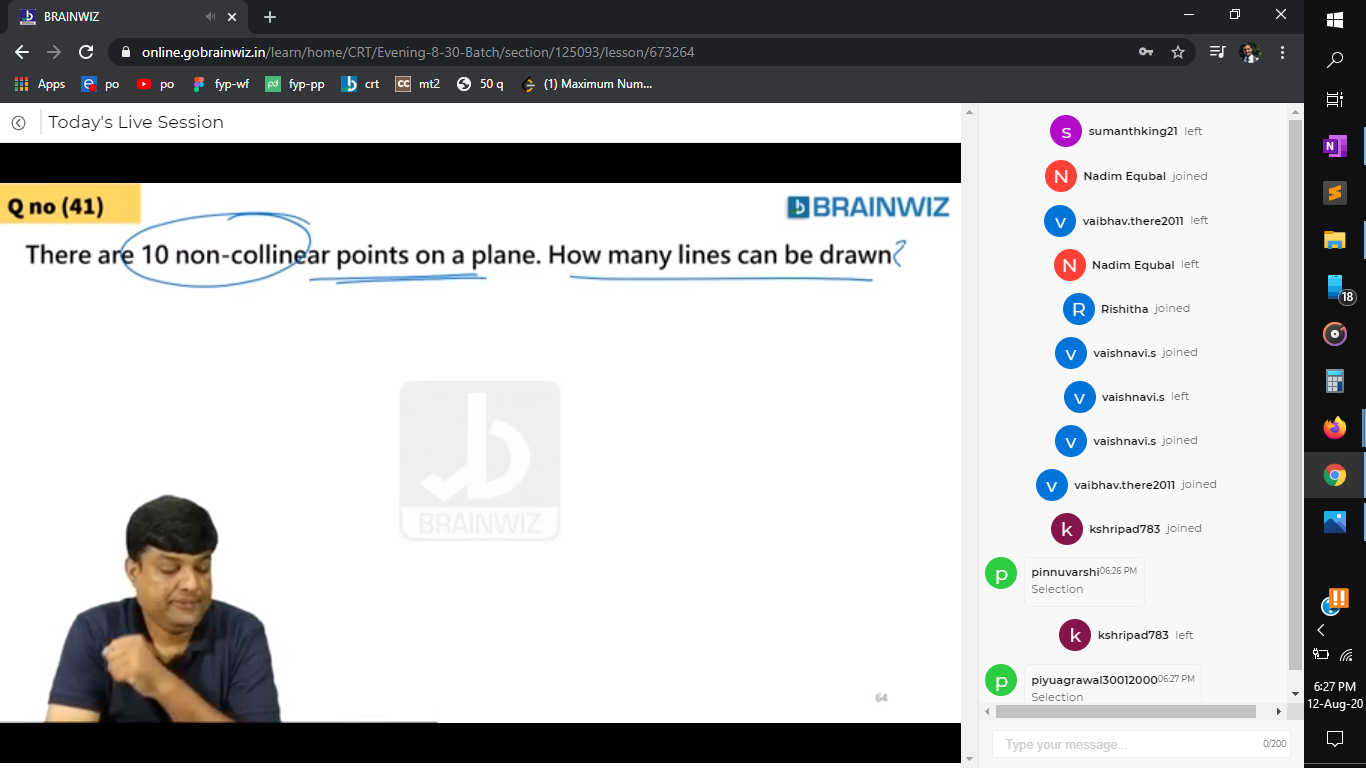 BRAINWIZ
online.gobrainwiz.in/learn/home/CRT/Evening-8-30-Batch/section/125093/lesson/673264
Apps po po fyp-wf fyp-pp crt mt2 50 q (1) Maximum Num...
Today's Live Session
Q no (41)
BRAINWIZ
There are 10 non-collinear points on a plane. How many lines can be drawn?
BRAINWIZ
64
s sumanthking21 left
N Nadim Equbal joined
v vaibhav.there2011 left
N Nadim Equbal left
R Rishitha joined
v vaishnavi.s joined
v vaishnavi.s left
v vaishnavi.s joined
v vaibhav.there2011 joined
k kshripad783 joined
p pinnuvarshi 06:26 PM
Selection
k kshripad783 left
p piyuagrawal30012000 06:27 PM
Selection
Type your message... 0/200
N
18
6:27 PM
12-Aug-20